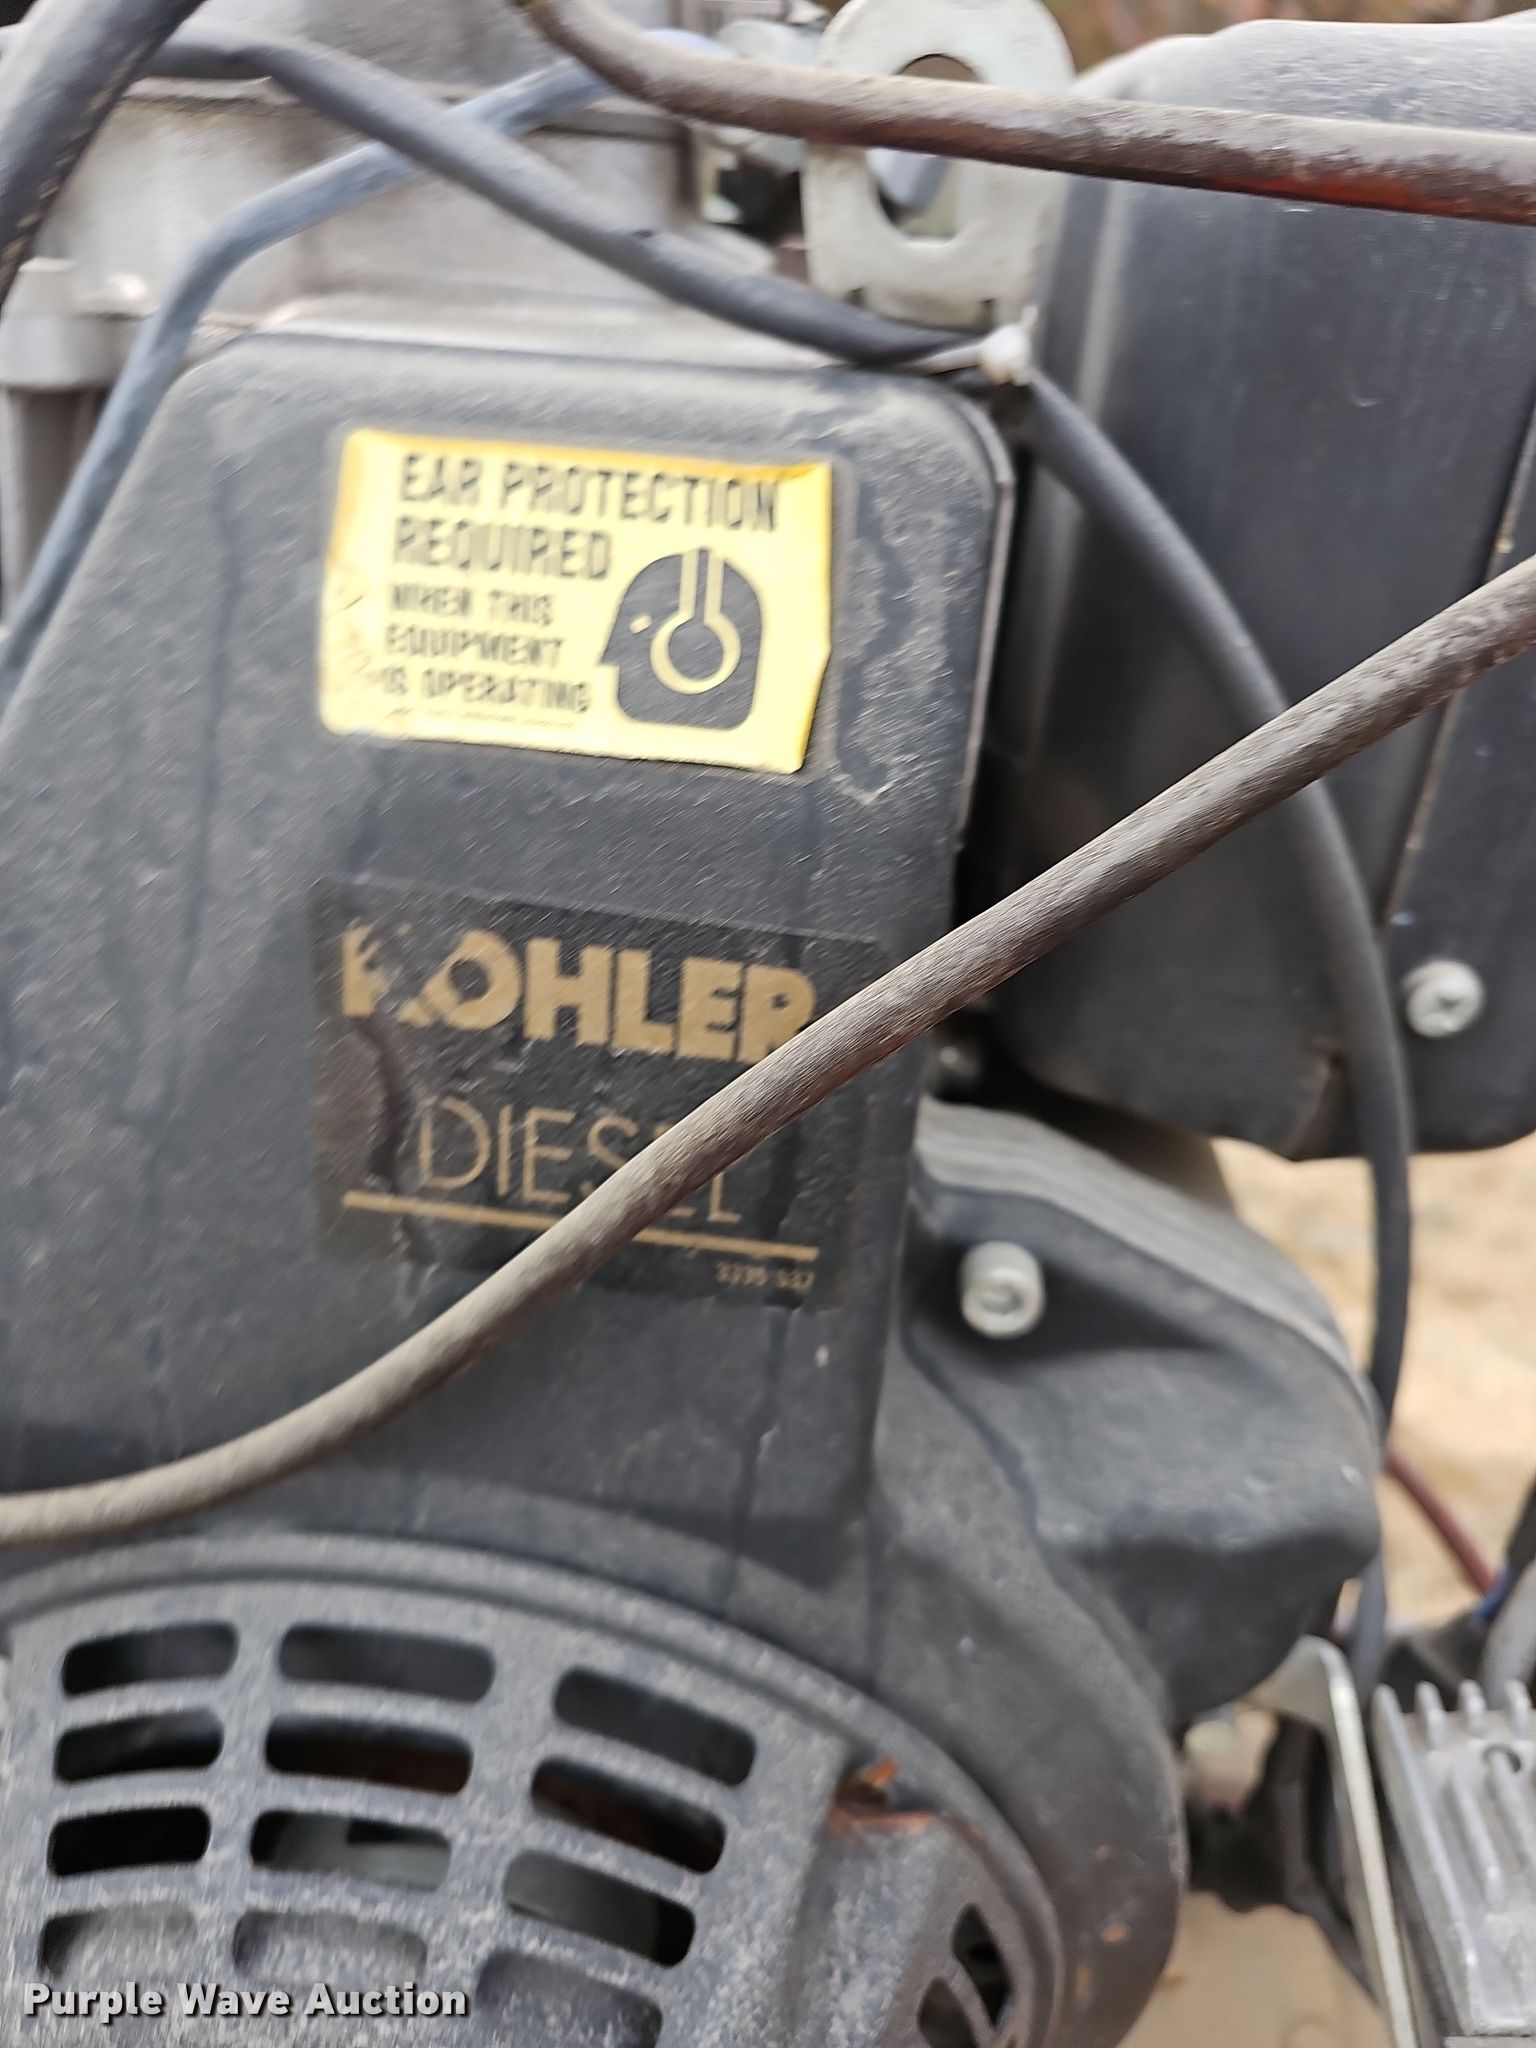 EAR PROTECTION
REQUIRED
WHEN THIS
EQUIPMENT
IS OPERATING
KOHLER
DIESEL
Purple Wave Auction